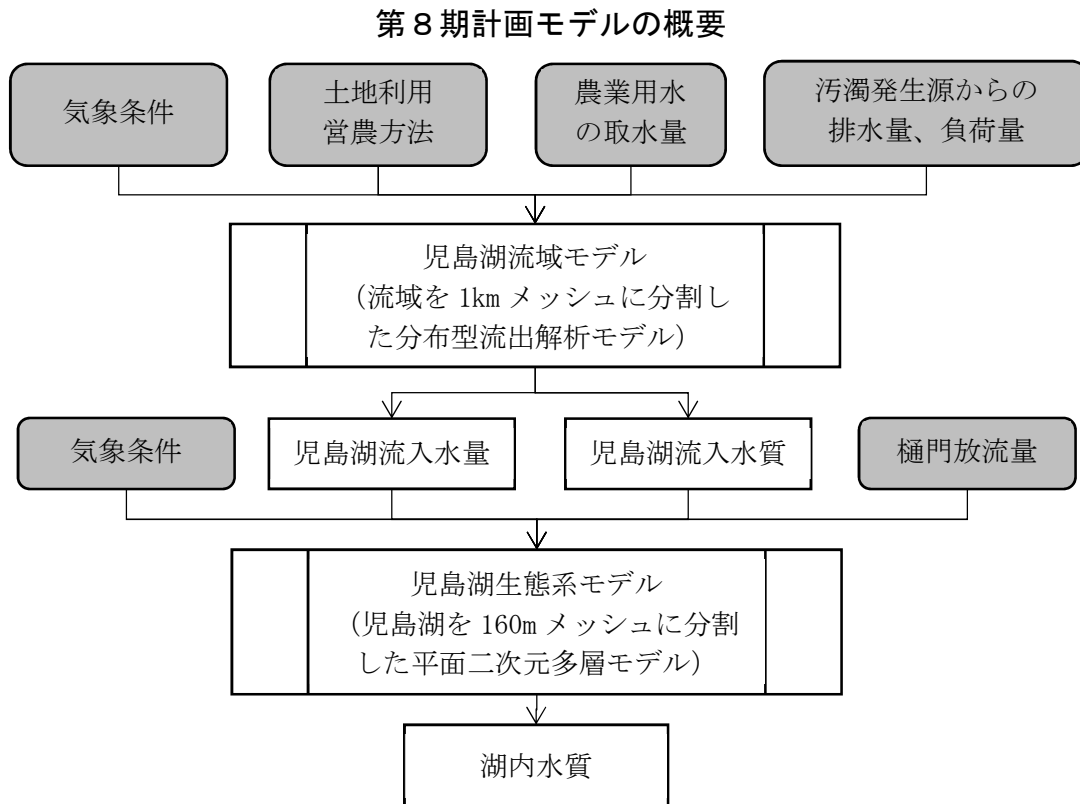 第８期計画モデルの概要
気象条件
土地利用
営農方法
農業用水
の取水量
汚濁発生源からの
排水量、負荷量
児島湖流域モデル
（流域を 1km メッシュに分割し
た分布型流出解析モデル）
気象条件
児島湖流入水量
児島湖流入水質
樋門放流量
児島湖生態系モデル
（児島湖を 160m メッシュに分割
した平面二次元多層モデル）
湖内水質